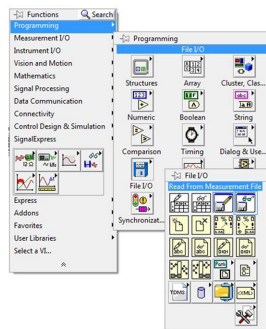 Functions
Search
Programming
Measurement I/O
Instrument I/O
Vision and Motion
Mathematics
Signal Processing
Data Communication
Connectivity
Control Design & Simulation
SignalExpress
Express
Addons
Favorites
User Libraries
Select a VI...
Programming
File I/O
Structures
Array
Cluster, Clas...
Numeric
Boolean
String
Comparison
Timing
Dialog & Use...
File I/O
Synchronizat...
File I/O
Read From Measurement File
TDMS